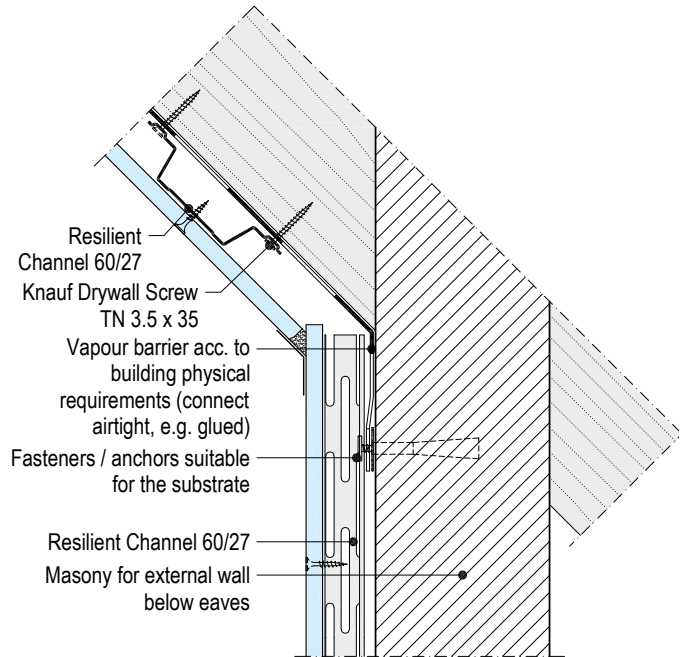 Resilient
Channel 60/27
Knauf Drywall Screw
TN 3.5 x 35
Vapour barrier acc. to
building physical
requirements (connect
airtight, e.g. glued)
Fasteners / anchors suitable
for the substrate
Resilient Channel 60/27
Masony for external wall
below eaves